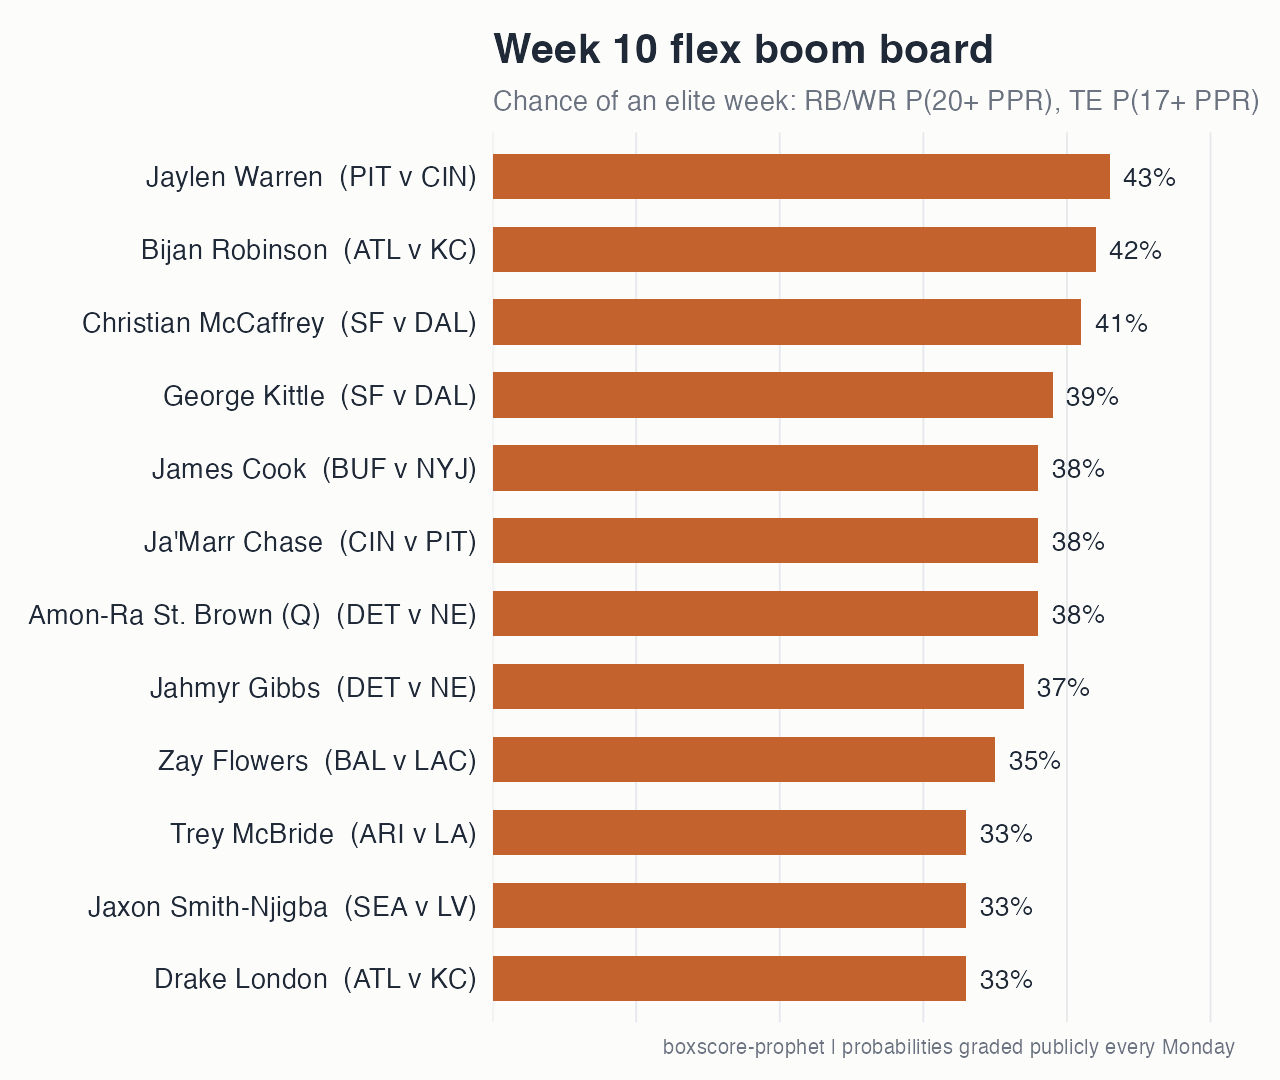 Week 10 flex boom board
Chance of an elite week: RB/WR P(20+ PPR), TE P(17+ PPR)
Jaylen Warren (PIT v CIN) 43%
Bijan Robinson (ATL v KC) 42%
Christian McCaffrey (SF v DAL) 41%
George Kittle (SF v DAL) 39%
James Cook (BUF v NYJ) 38%
Ja'Marr Chase (CIN v PIT) 38%
Amon-Ra St. Brown (Q) (DET v NE) 38%
Jahmyr Gibbs (DET v NE) 37%
Zay Flowers (BAL v LAC) 35%
Trey McBride (ARI v LA) 33%
Jaxon Smith-Njigba (SEA v LV) 33%
Drake London (ATL v KC) 33%
boxscore-prophet | probabilities graded publicly every Monday